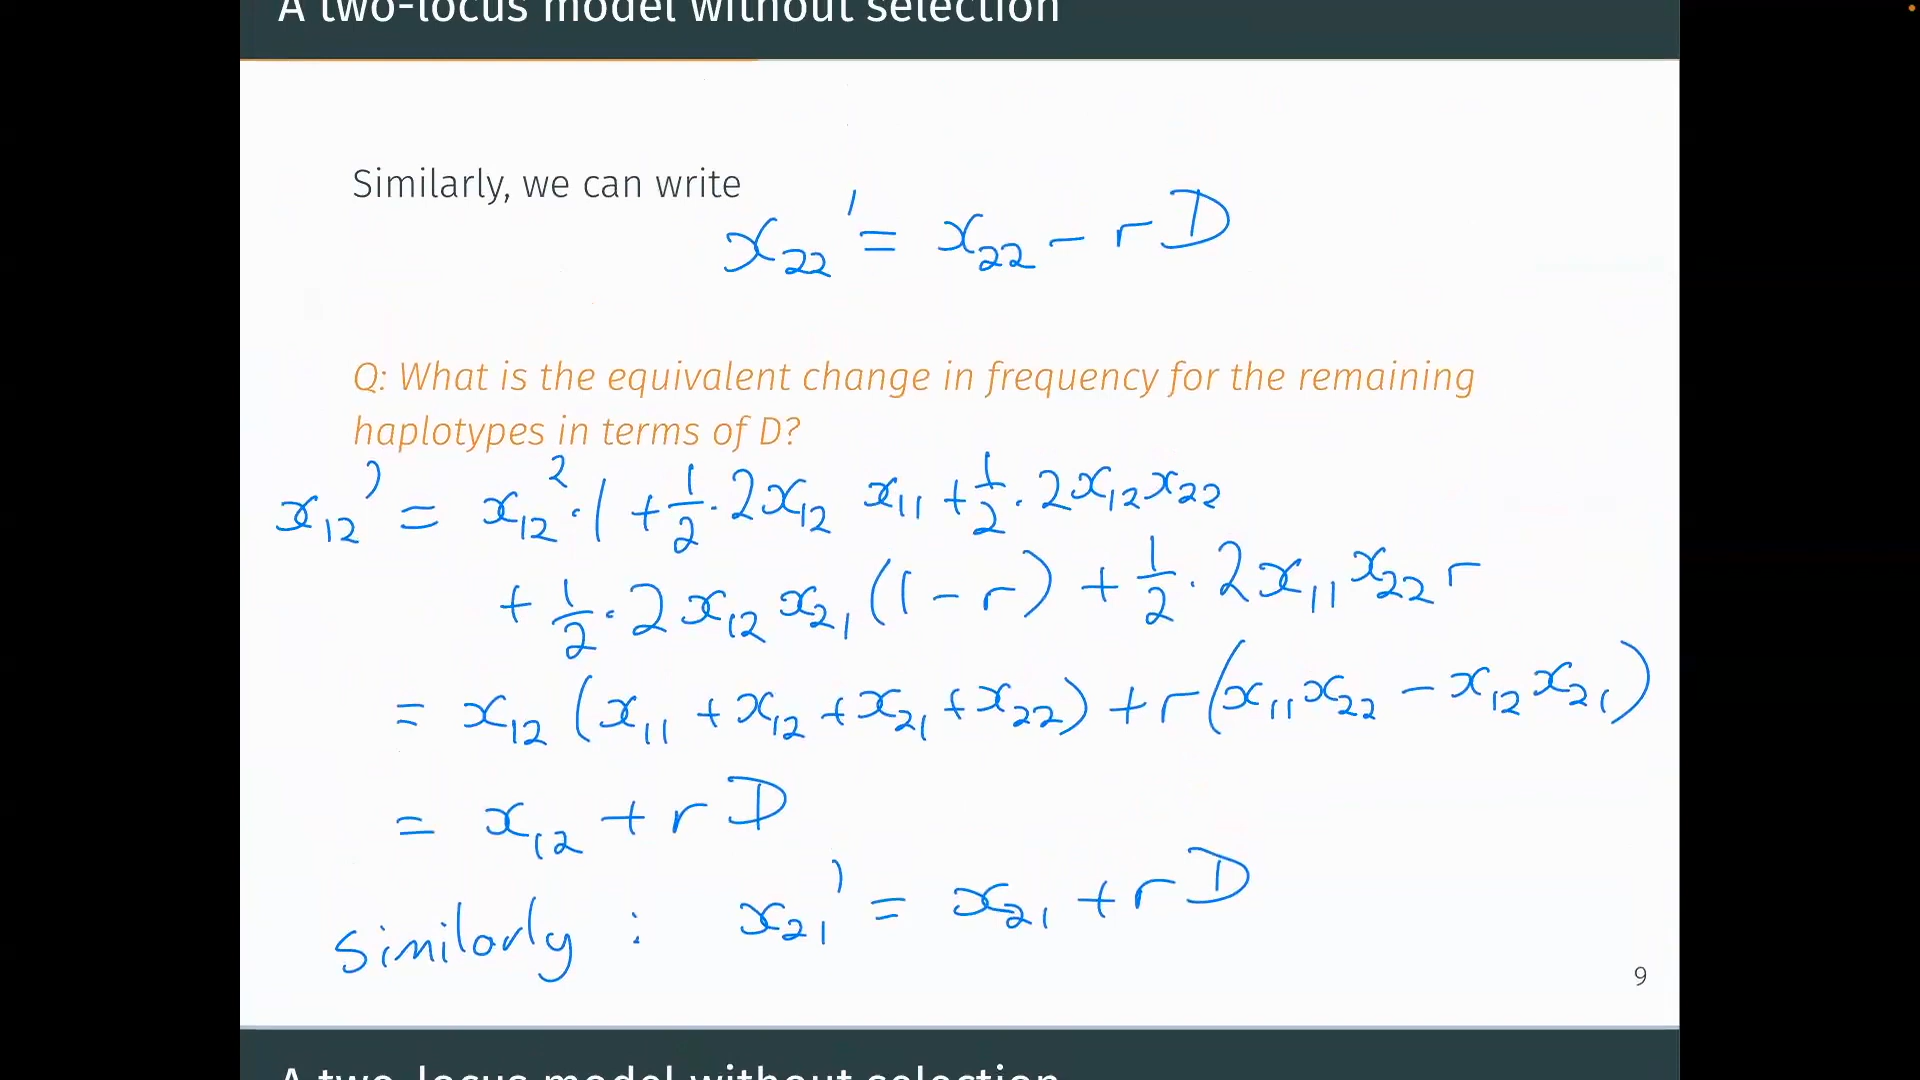 A two-locus model without selection
Similarly, we can write
x₂₂' = x₂₂ - rD
Q: What is the equivalent change in frequency for the remaining
haplotypes in terms of D?
x₁₂' = x₁₂² · 1 + 1/2 · 2x₁₂ x₁₁ + 1/2 · 2x₁₂x₂₂
+ 1/2 · 2x₁₂ x₂₁ (1 - r) + 1/2 · 2x₁₁ x₂₂ r
= x₁₂ (x₁₁ + x₁₂ + x₂₁ + x₂₂) + r(x₁₁x₂₂ - x₁₂x₂₁)
= x₁₂ + rD
Similarly : x₂₁' = x₂₁ + rD
9
A two-locus model without selection